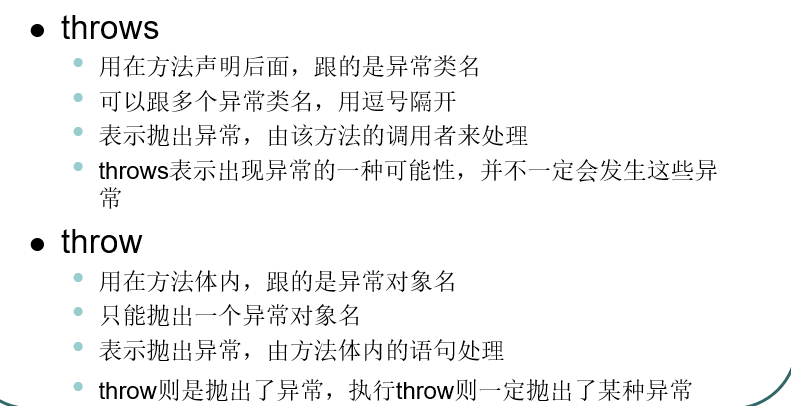 throws
用在方法声明后面，跟的是异常类名
可以跟多个异常类名，用逗号隔开
表示抛出异常，由该方法的调用者来处理
throws表示出现异常的一种可能性，并不一定会发生这些异
常
throw
用在方法体内，跟的是异常对象名
只能抛出一个异常对象名
表示抛出异常，由方法体内的语句处理
throw则是抛出了异常，执行throw则一定抛出了某种异常